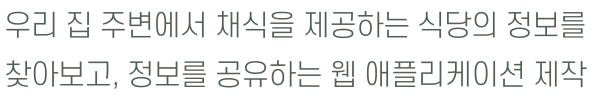 우리 집 주변에서 채식을 제공하는 식당의 정보를
찾아보고, 정보를 공유하는 웹 애플리케이션 제작